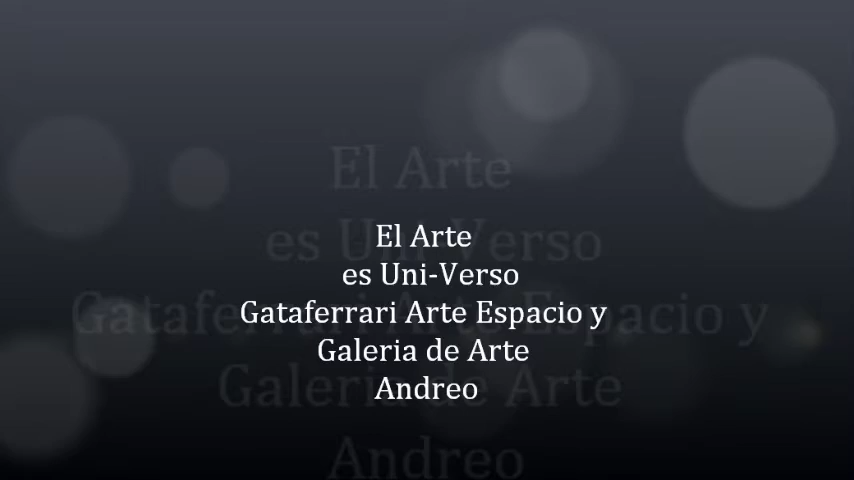 El Arte
es Uni-Verso
Gataferrari Arte Espacio y
Galeria de Arte
Andreo